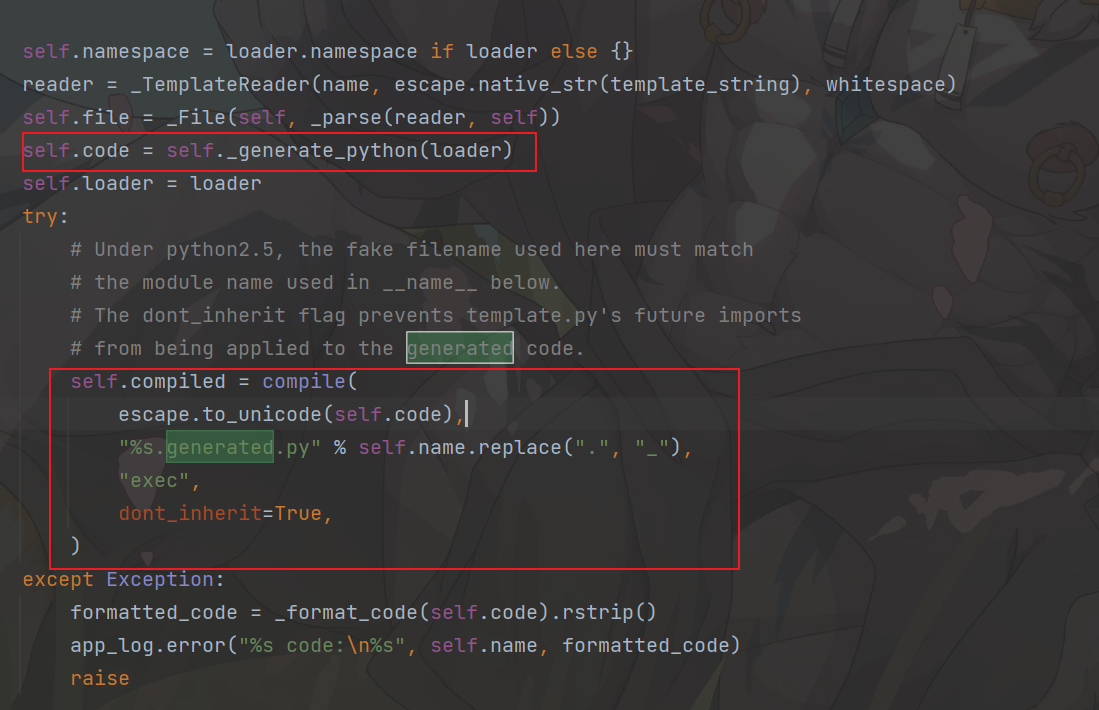 self.namespace = loader.namespace if loader else {}
reader = _TemplateReader(name, escape.native_str(template_string), whitespace)
self.file = _File(self, _parse(reader, self))
self.code = self._generate_python(loader)
self.loader = loader
try:
    # Under python2.5, the fake filename used here must match
    # the module name used in __name__ below.
    # The dont_inherit flag prevents template.py's future imports
    # from being applied to the generated code.
    self.compiled = compile(
        escape.to_unicode(self.code),
        "%s.generated.py" % self.name.replace(".", "_"),
        "exec",
        dont_inherit=True,
    )
except Exception:
    formatted_code = _format_code(self.code).rstrip()
    app_log.error("%s code:\n%s", self.name, formatted_code)
    raise